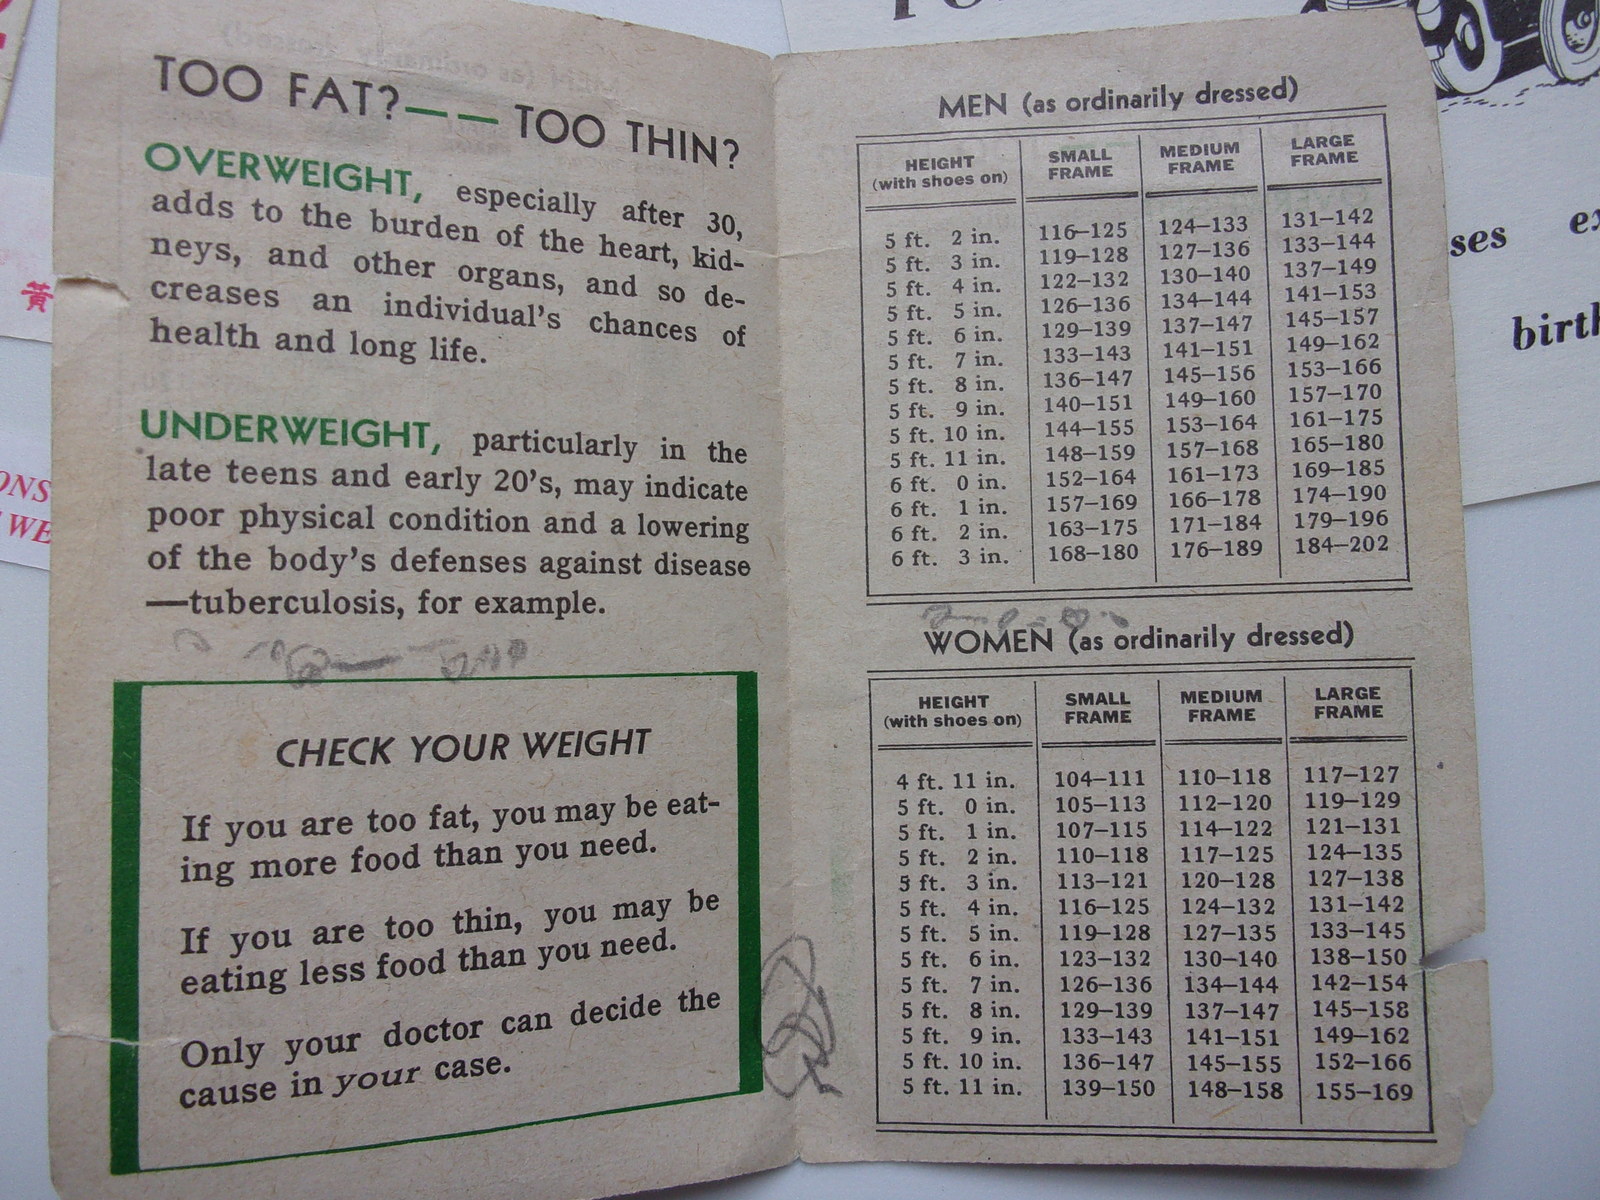 TOO FAT?—— TOO THIN?
OVERWEIGHT, especially after 30,
adds to the burden of the heart, kid-
neys, and other organs, and so de-
creases an individual's chances of
health and long life.
UNDERWEIGHT, particularly in the
late teens and early 20's, may indicate
poor physical condition and a lowering
of the body's defenses against disease
—tuberculosis, for example.
CHECK YOUR WEIGHT
If you are too fat, you may be eat-
ing more food than you need.
If you are too thin, you may be
eating less food than you need.
Only your doctor can decide the
cause in your case.
MEN (as ordinarily dressed)
HEIGHT (with shoes on) SMALL FRAME MEDIUM FRAME LARGE FRAME
5 ft. 2 in. 116–125 124–133 131–142
5 ft. 3 in. 119–128 127–136 133–144
5 ft. 4 in. 122–132 130–140 137–149
5 ft. 5 in. 126–136 134–144 141–153
5 ft. 6 in. 129–139 137–147 145–157
5 ft. 7 in. 133–143 141–151 149–162
5 ft. 8 in. 136–147 145–156 153–166
5 ft. 9 in. 140–151 149–160 157–170
5 ft. 10 in. 144–155 153–164 161–175
5 ft. 11 in. 148–159 157–168 165–180
6 ft. 0 in. 152–164 161–173 169–185
6 ft. 1 in. 157–169 166–178 174–190
6 ft. 2 in. 163–175 171–184 179–196
6 ft. 3 in. 168–180 176–189 184–202
WOMEN (as ordinarily dressed)
HEIGHT (with shoes on) SMALL FRAME MEDIUM FRAME LARGE FRAME
4 ft. 11 in. 104–111 110–118 117–127
5 ft. 0 in. 105–113 112–120 119–129
5 ft. 1 in. 107–115 114–122 121–131
5 ft. 2 in. 110–118 117–125 124–135
5 ft. 3 in. 113–121 120–128 127–138
5 ft. 4 in. 116–125 124–132 131–142
5 ft. 5 in. 119–128 127–135 133–145
5 ft. 6 in. 123–132 130–140 138–150
5 ft. 7 in. 126–136 134–144 142–154
5 ft. 8 in. 129–139 137–147 145–158
5 ft. 9 in. 133–143 141–151 149–162
5 ft. 10 in. 136–147 145–155 152–166
5 ft. 11 in. 139–150 148–158 155–169
黃